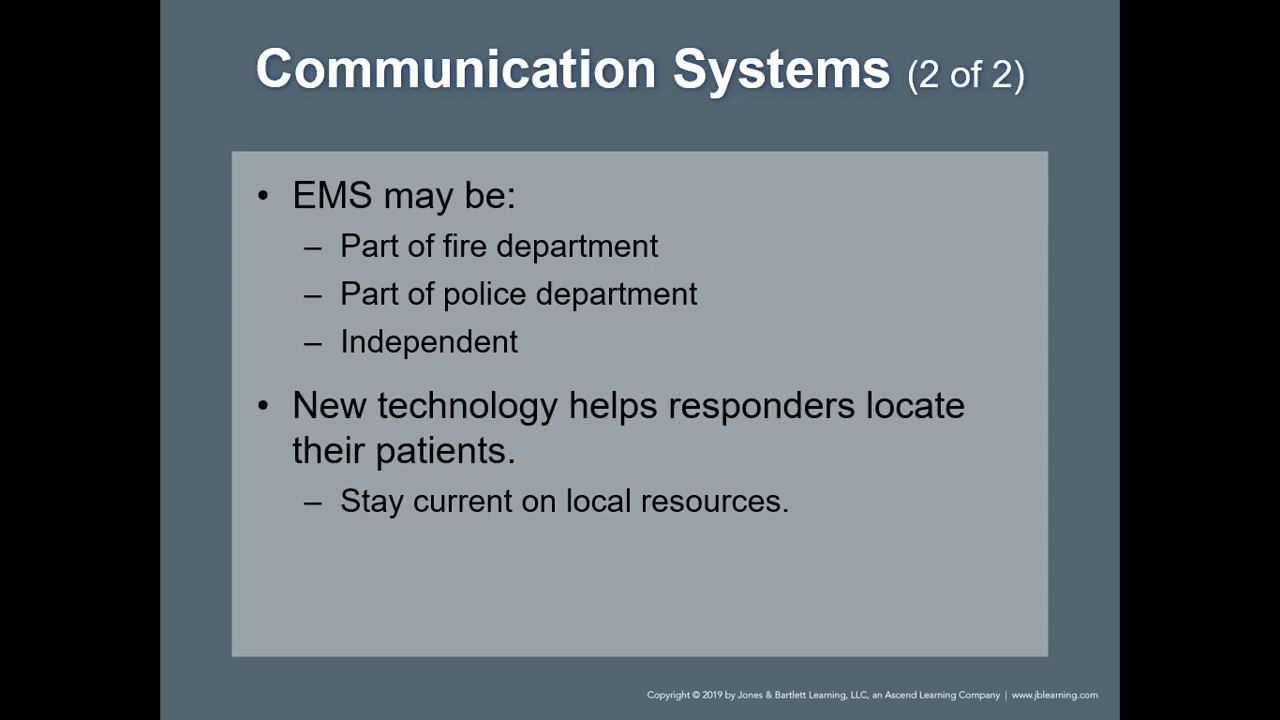 Communication Systems (2 of 2)
• EMS may be:
– Part of fire department
– Part of police department
– Independent
• New technology helps responders locate
their patients.
– Stay current on local resources.
Copyright © 2019 by Jones & Bartlett Learning, LLC, an Ascend Learning Company | www.jblearning.com